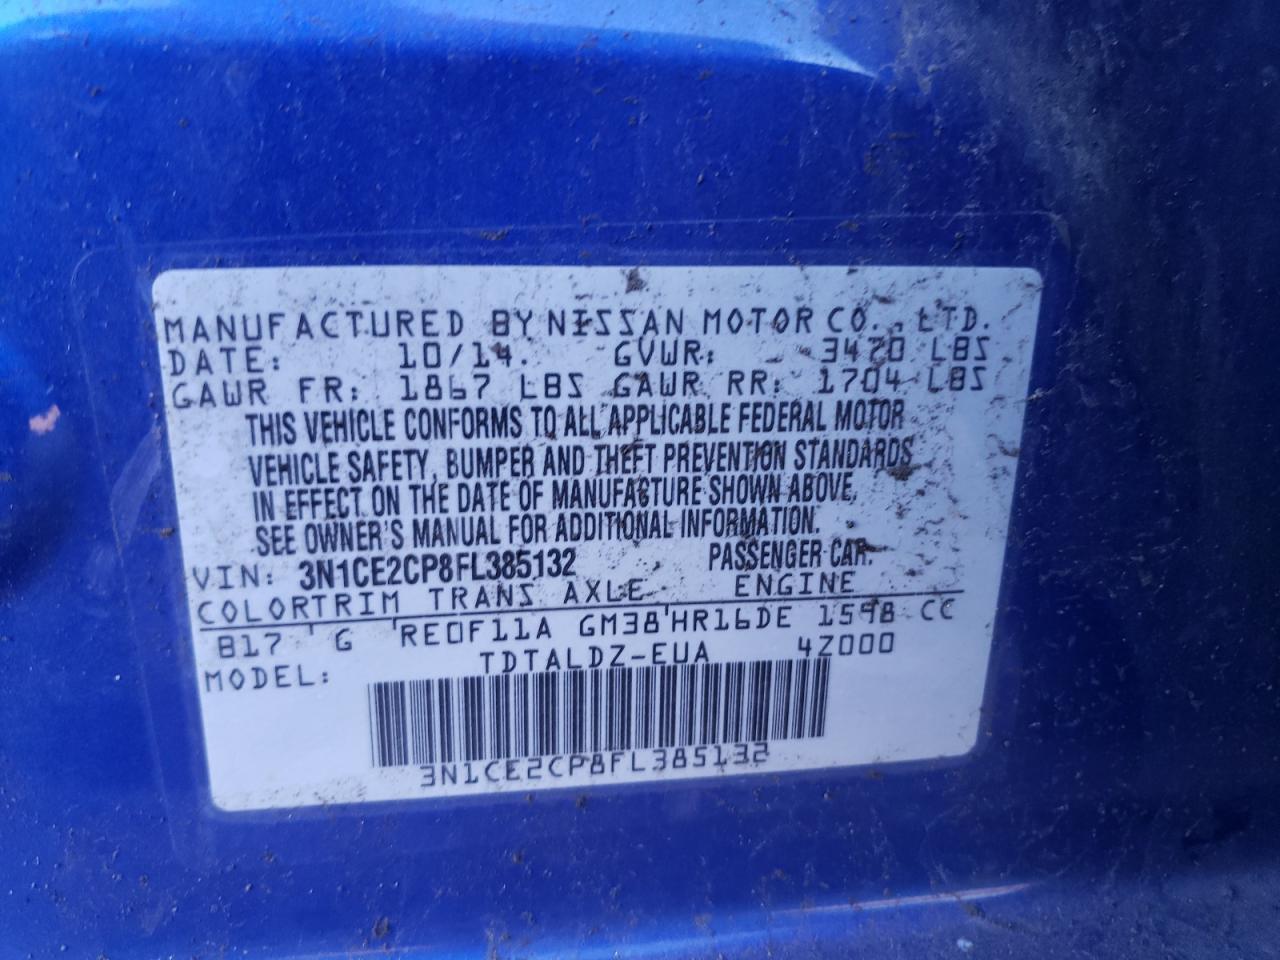 MANUFACTURED BY NISSAN MOTOR CO., LTD.
DATE: 10/14. GVWR: 3470 LBS
GAWR FR: 1867 LBS GAWR RR: 1704 LBS
THIS VEHICLE CONFORMS TO ALL APPLICABLE FEDERAL MOTOR
VEHICLE SAFETY, BUMPER AND THEFT PREVENTION STANDARDS
IN EFFECT ON THE DATE OF MANUFACTURE SHOWN ABOVE,
SEE OWNER'S MANUAL FOR ADDITIONAL INFORMATION.
VIN: 3N1CE2CP8FL385132 PASSENGER CAR.
COLORTRIM TRANS AXLE ENGINE
B17 G RE0F11A GM38 HR16DE 1598 CC
MODEL: TDTALDZ-EUA 4Z000
3N1CE2CP8FL385132